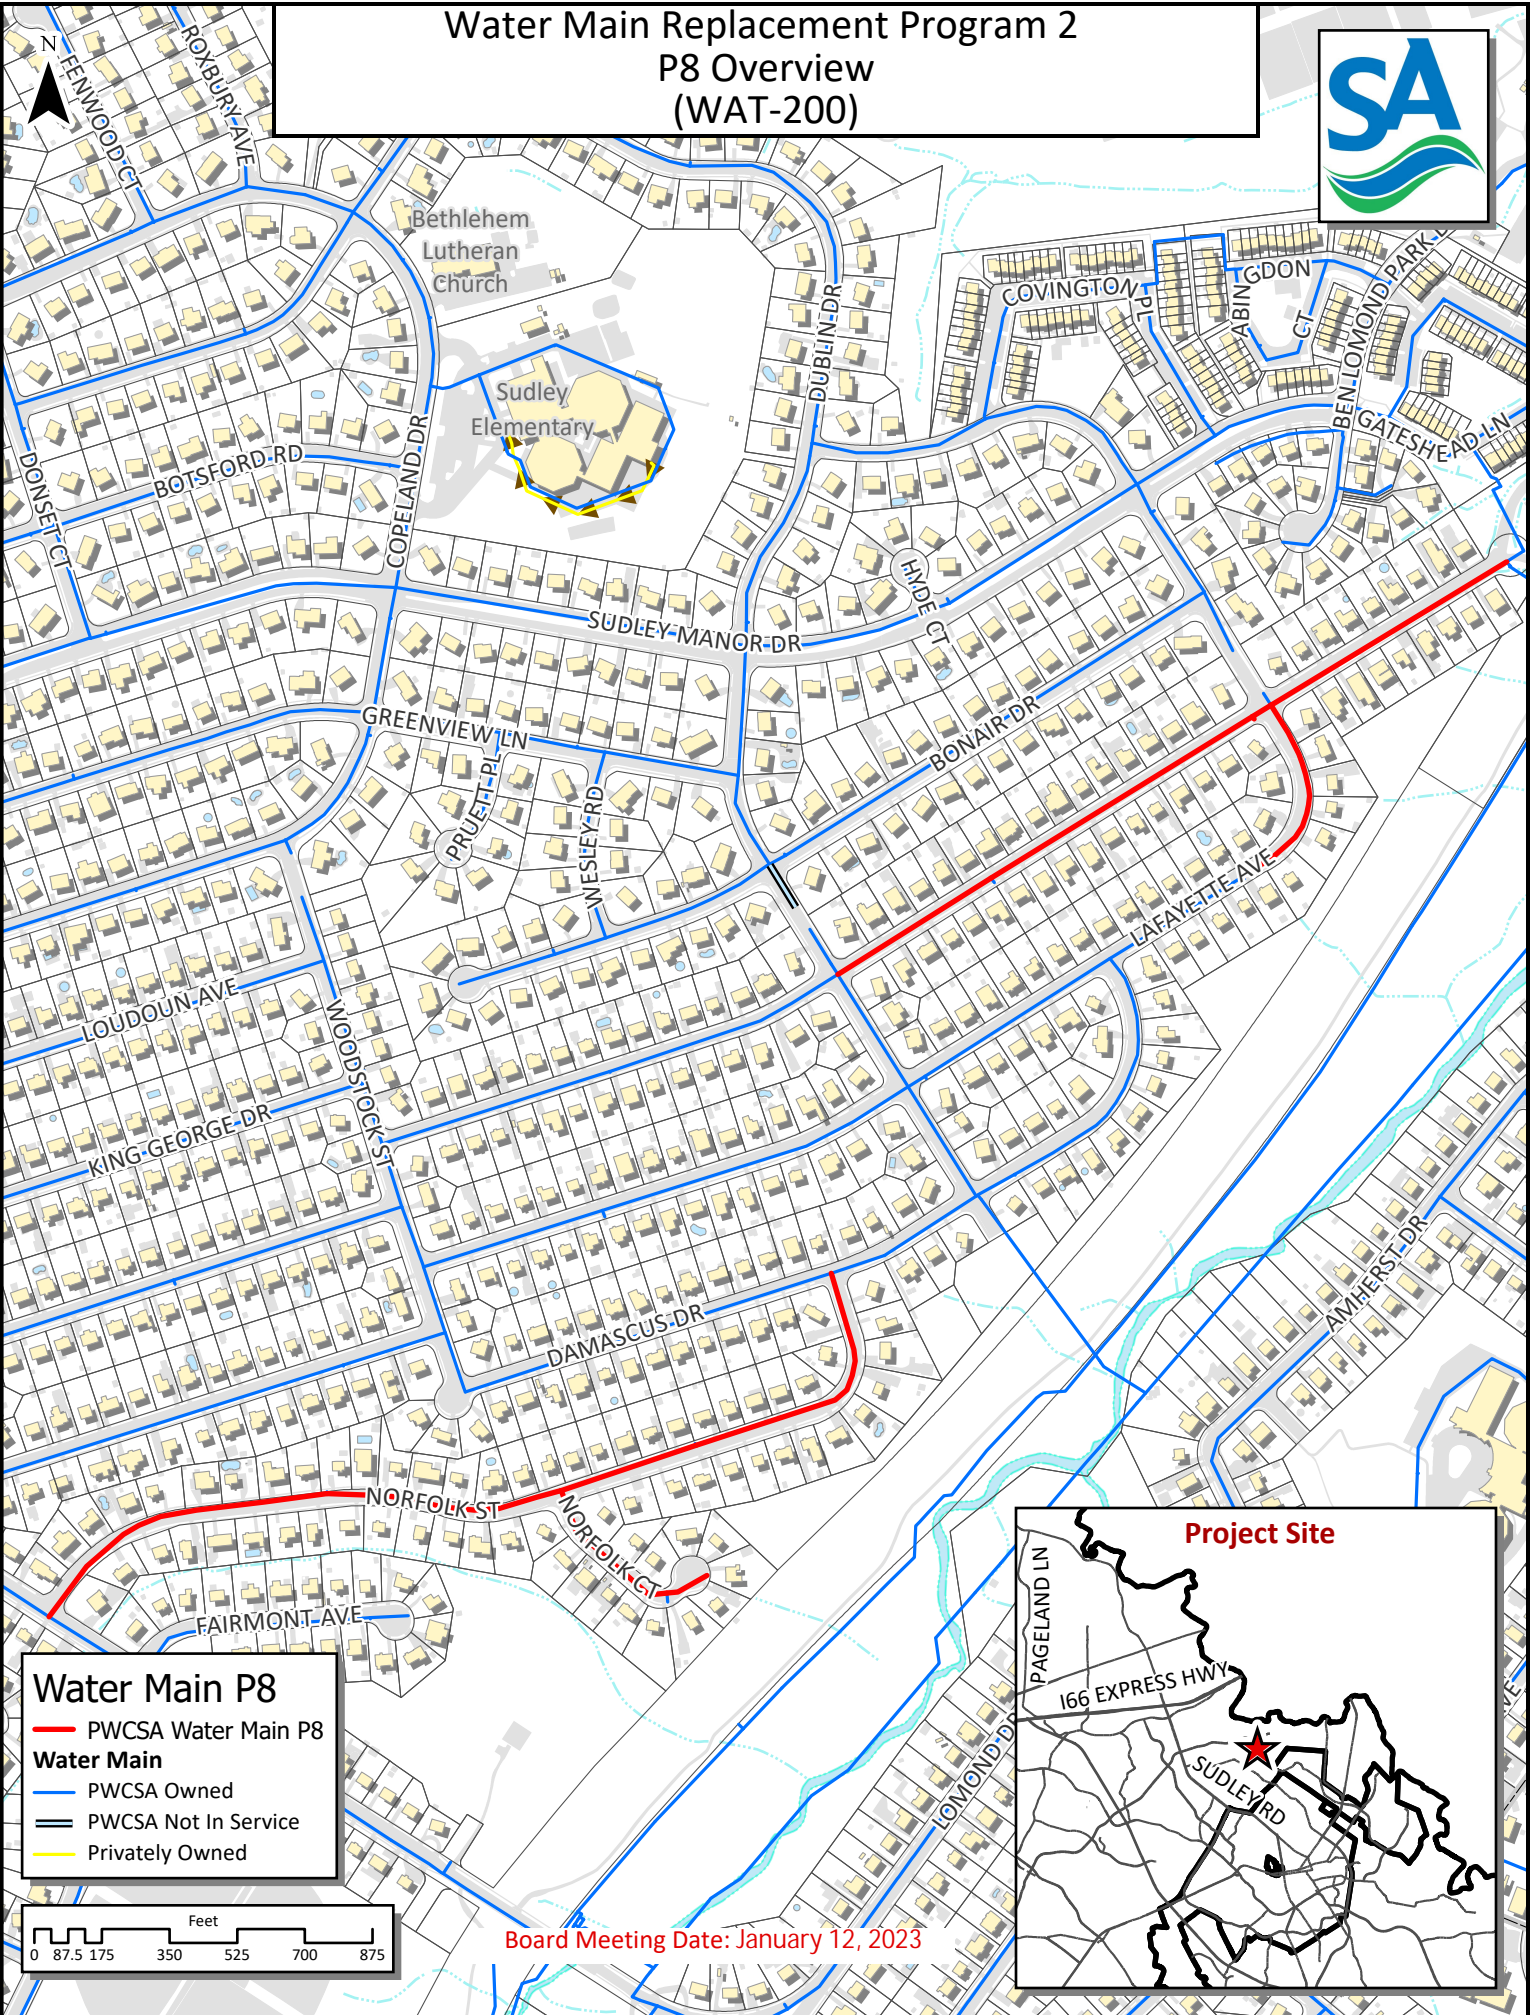 Water Main Replacement Program 2
P8 Overview
(WAT-200)
N
SA
FENWOOD CT
ROXBURY AVE
Bethlehem
Lutheran
Church
Sudley
Elementary
DUBLIN DR
COVINGTON PL
ABINGDON
CT
BEN LOMOND PARK
GATESHEAD LN
DONSET CT
BOTSFORD RD
COPELAND DR
SUDLEY MANOR DR
HYDE CT
GREENVIEW LN
PRUETT PL
WESLEY RD
BONAIR DR
LAFAYETTE AVE
LOUDOUN AVE
WOODSTOCK ST
KING GEORGE DR
DAMASCUS DR
AMHERST DR
NORFOLK ST
NORFOLK CT
FAIRMONT AVE
LOMOND
Water Main P8
PWCSA Water Main P8
Water Main
PWCSA Owned
PWCSA Not In Service
Privately Owned
Feet
0 87.5 175 350 525 700 875
Board Meeting Date: January 12, 2023
Project Site
PAGELAND LN
I66 EXPRESS HWY
SUDLEY RD